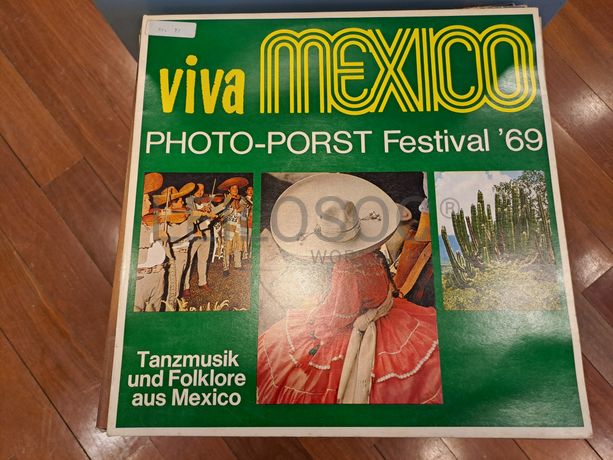 viva MEXICO
PHOTO-PORST Festival '69
Tanzmusik
und Folklore
aus Mexico